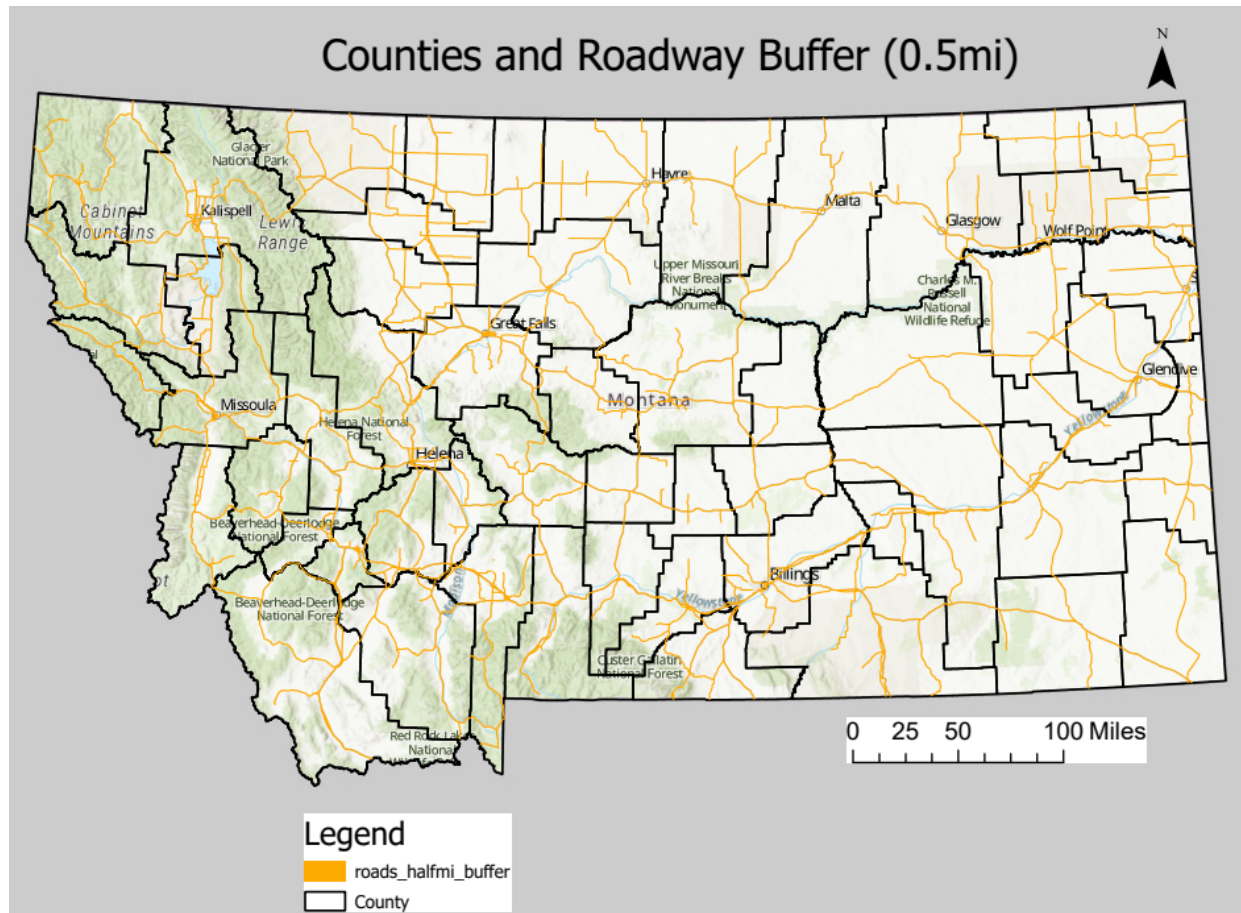 Counties and Roadway Buffer (0.5mi)
N
Glacier
National Park
Havre
Cabinet
Mountains
Kalispell
Lewi
Range
Malta
Glasgow
Wolf Point
Upper Missouri
River Breaks
National
Monument
Charles M.
Russell
National
Wildlife Refuge
S
Great Falls
Glendive
Montana
Missoula
Helena National
Forest
Yellowstone
Helena
Beaverhead-Deerlodge
National Forest
Billings
Madison
Yellowstone
Beaverhead-Deerlodge
National Forest
Custer Gallatin
National Forest
Red Rock Lake
National
0 25 50 100 Miles
Legend
roads_halfmi_buffer
County